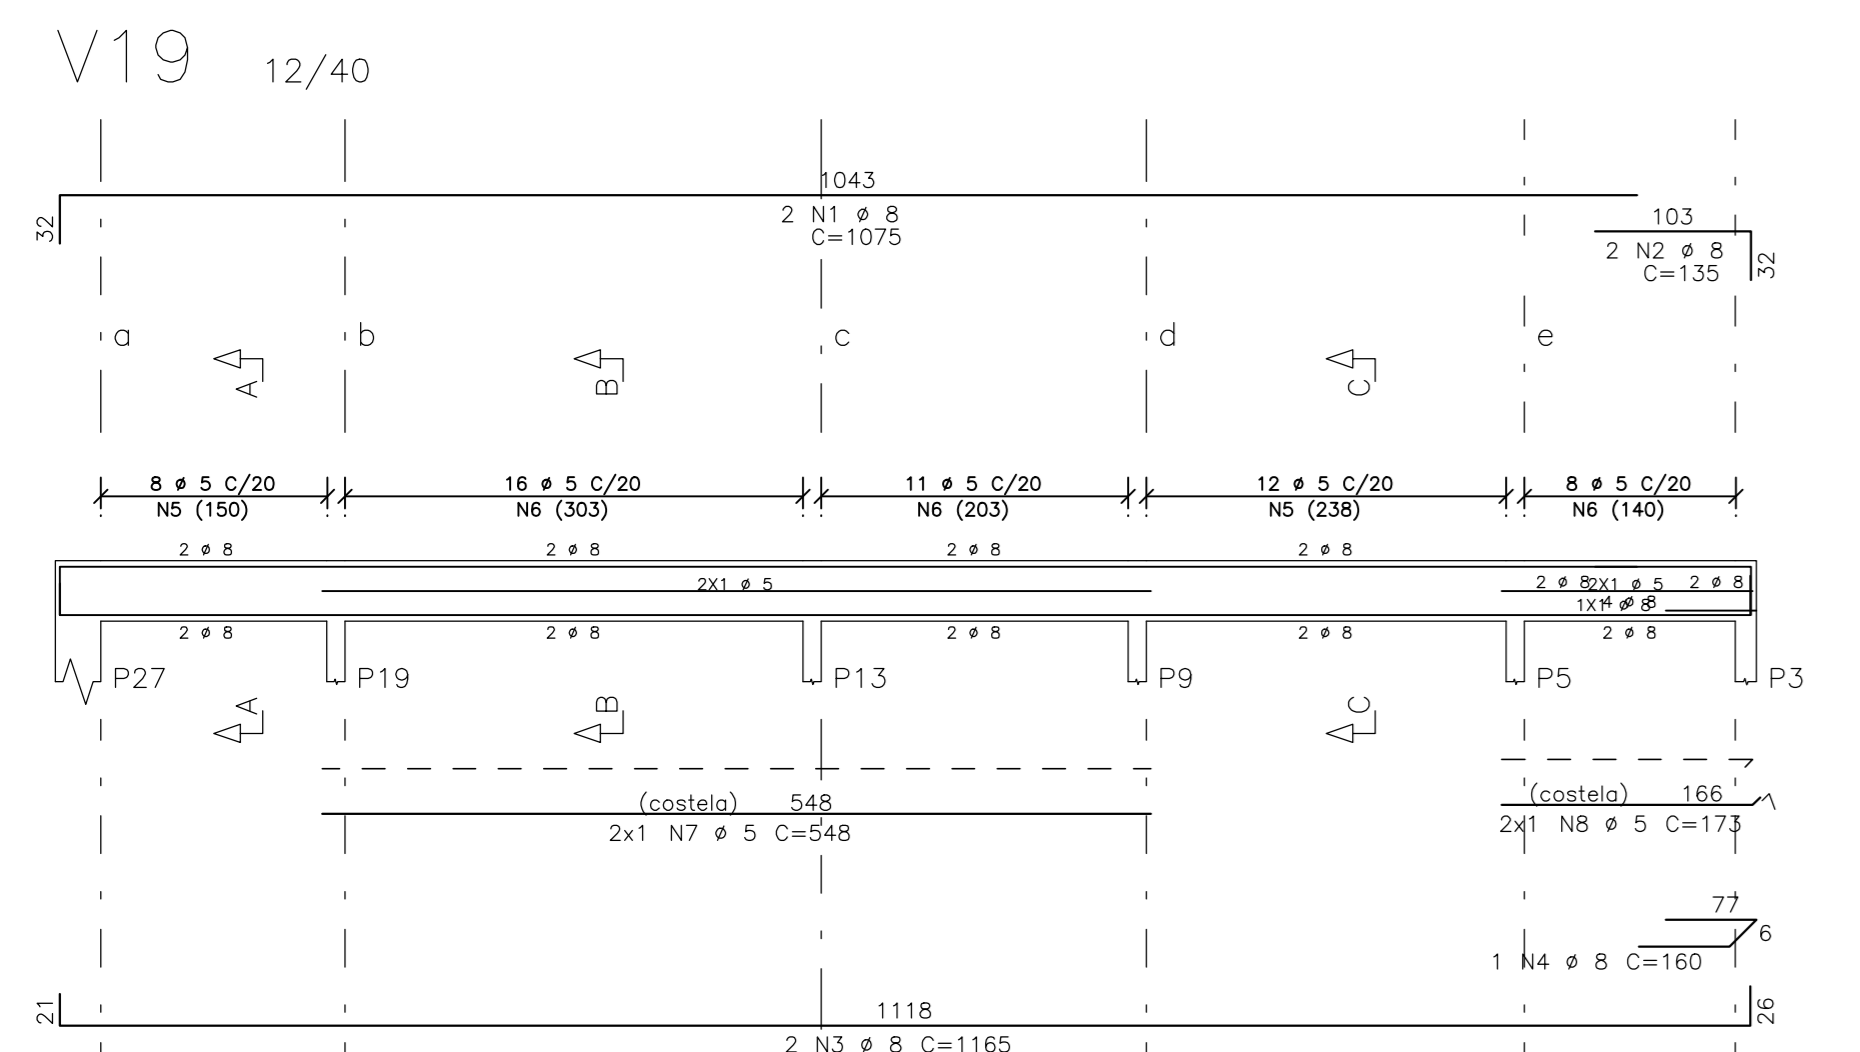 V19 12/40
1043
2 N1 ø 8
C=1075
32
103
2 N2 ø 8
C=135
32
a b c d e
A B C
8 ø 5 C/20 16 ø 5 C/20 11 ø 5 C/20 12 ø 5 C/20 8 ø 5 C/20
N5 (150) N6 (303) N6 (203) N5 (238) N6 (140)
2 ø 8 2 ø 8 2 ø 8 2 ø 8
2X1 ø 5 2 ø 8 2X1 ø 5 2 ø 8
1X1 4 ø 8
2 ø 8 2 ø 8 2 ø 8 2 ø 8 2 ø 8
P27 P19 P13 P9 P5 P3
A B C
(costela) 548
2x1 N7 ø 5 C=548
(costela) 166 7
2x1 N8 ø 5 C=173
77
6
1 N4 ø 8 C=160
21 1118 26
2 N3 ø 8 C=1165